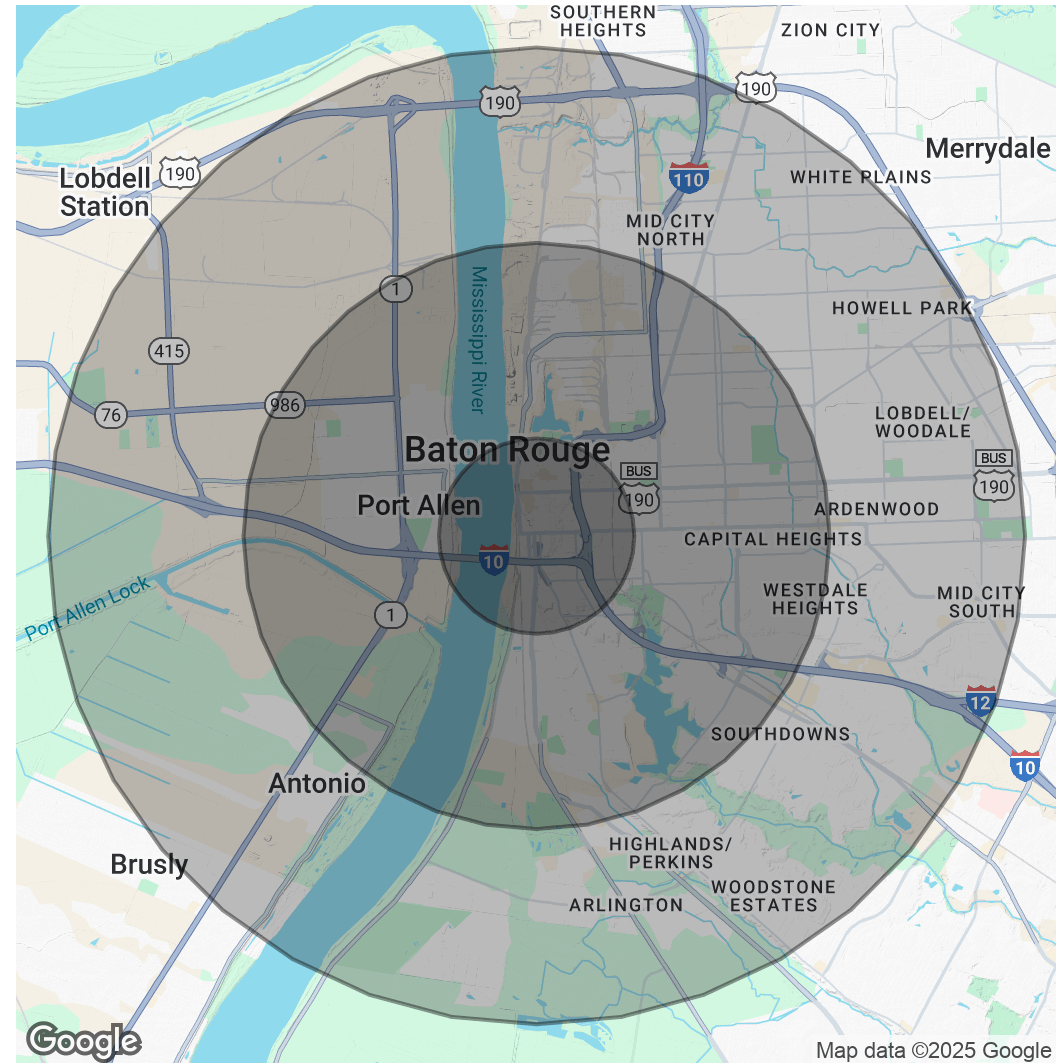 SOUTHERN
HEIGHTS
ZION CITY
190
190
Merrydale
Lobdell
Station
190
110
WHITE PLAINS
MID CITY
NORTH
1
Mississippi River
HOWELL PARK
415
76
986
LOBDELL/
WOODALE
Baton Rouge
BUS
190
BUS
190
Port Allen
ARDENWOOD
CAPITAL HEIGHTS
10
Port Allen Lock
1
WESTDALE
HEIGHTS
MID CITY
SOUTH
12
SOUTHDOWNS
10
Antonio
Brusly
HIGHLANDS/
PERKINS
WOODSTONE
ESTATES
ARLINGTON
Google
Map data ©2025 Google